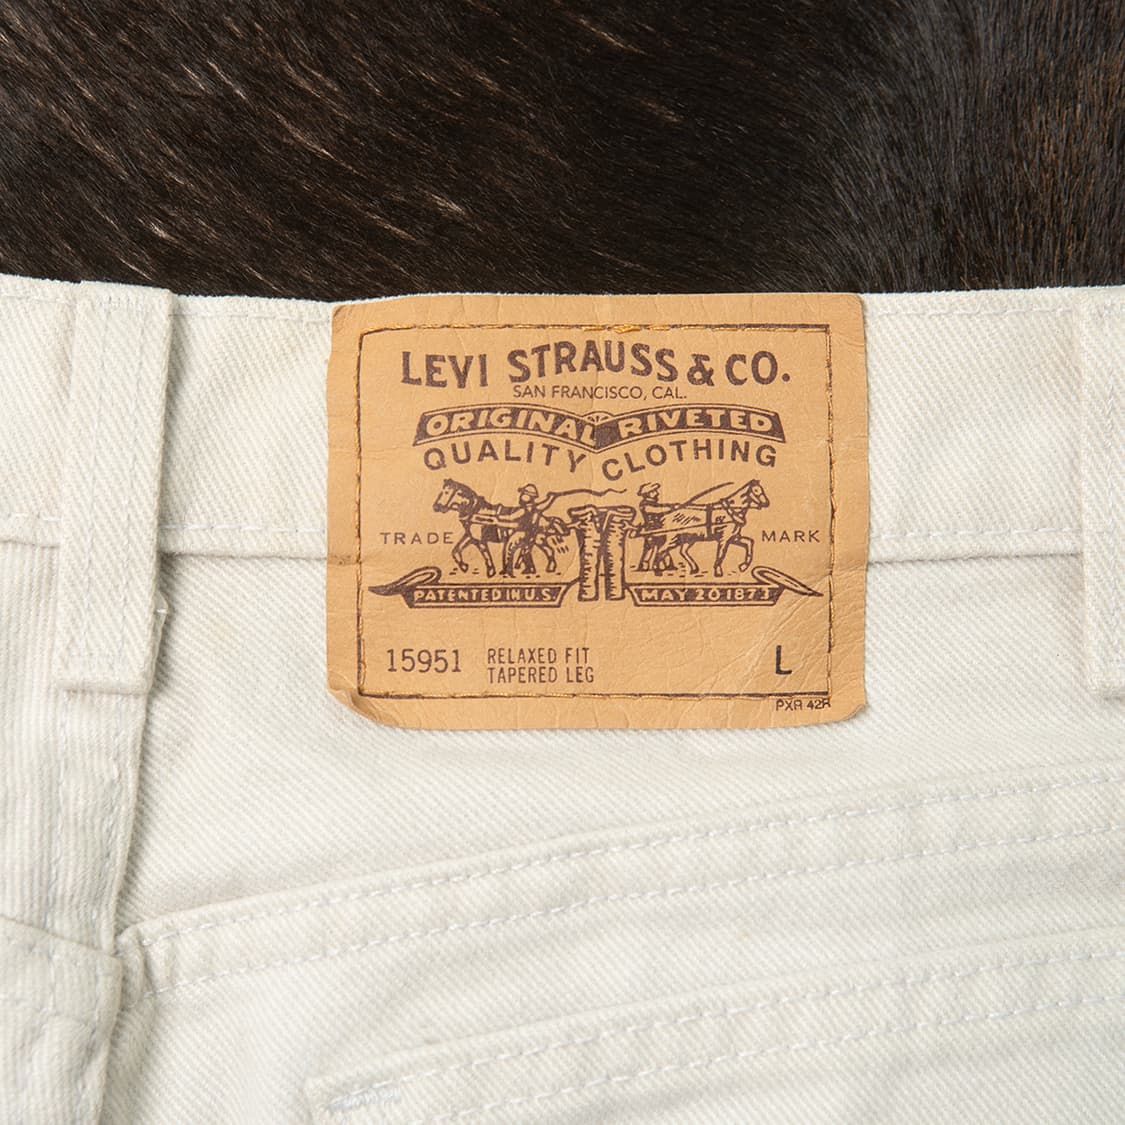 LEVI STRAUSS & CO.
SAN FRANCISCO, CAL.
ORIGINAL RIVETED
QUALITY CLOTHING
TRADE MARK
PATENTED IN U.S. MAY 20 1873
15951 RELAXED FIT L
TAPERED LEG
PXR 42R